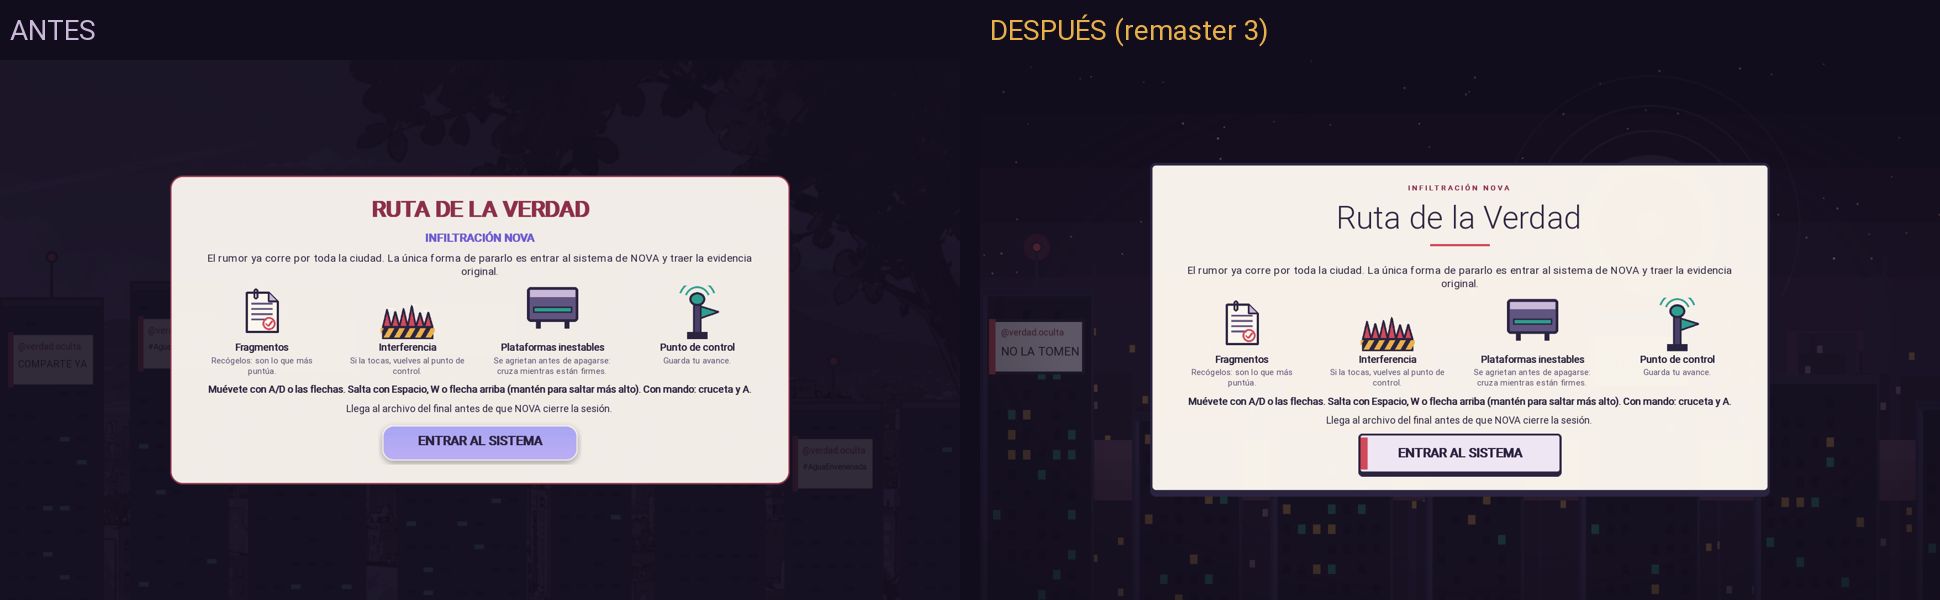 ANTES
RUTA DE LA VERDAD
INFILTRACIÓN NOVA
El rumor ya corre por toda la ciudad. La única forma de pararlo es entrar al sistema de NOVA y traer la evidencia
original.
Fragmentos
Recógelos: son lo que más
puntúa.
Interferencia
Si la tocas, vuelves al punto de
control.
Plataformas inestables
Se agrietan antes de apagarse:
cruza mientras están firmes.
Punto de control
Guarda tu avance.
Muévete con A/D o las flechas. Salta con Espacio, W o flecha arriba (mantén para saltar más alto). Con mando: cruceta y A.
Llega al archivo del final antes de que NOVA cierre la sesión.
ENTRAR AL SISTEMA
@verdad.oculta
COMPARTE YA
@verdad.oculta
#AguaEnvenenada
DESPUÉS (remaster 3)
INFILTRACIÓN NOVA
Ruta de la Verdad
El rumor ya corre por toda la ciudad. La única forma de pararlo es entrar al sistema de NOVA y traer la evidencia
original.
Fragmentos
Recógelos: son lo que más
puntúa.
Interferencia
Si la tocas, vuelves al punto de
control.
Plataformas inestables
Se agrietan antes de apagarse:
cruza mientras están firmes.
Punto de control
Guarda tu avance.
Muévete con A/D o las flechas. Salta con Espacio, W o flecha arriba (mantén para saltar más alto). Con mando: cruceta y A.
Llega al archivo del final antes de que NOVA cierre la sesión.
ENTRAR AL SISTEMA
@verdad.oculta
NO LA TOMEN